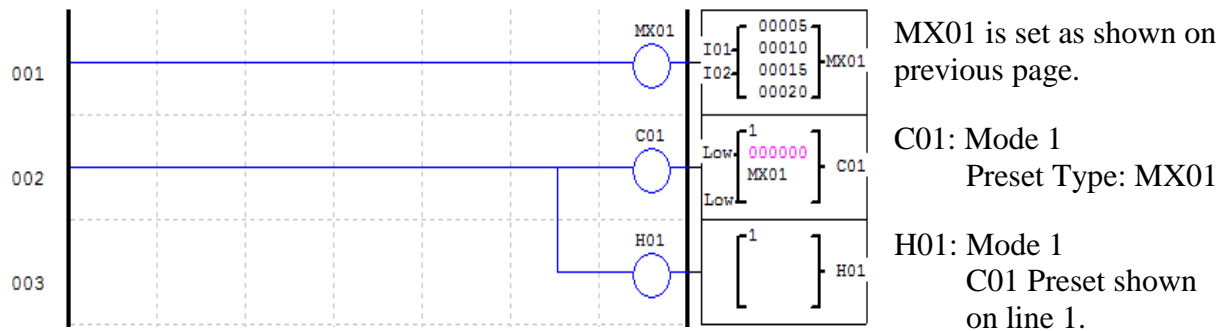 MX01
00005
I01 00010 MX01
I02 00015
00020
001
MX01 is set as shown on
previous page.
C01
1
Low 000000 C01
MX01
Low
002
C01: Mode 1
Preset Type: MX01
H01
1
H01
003
H01: Mode 1
C01 Preset shown
on line 1.